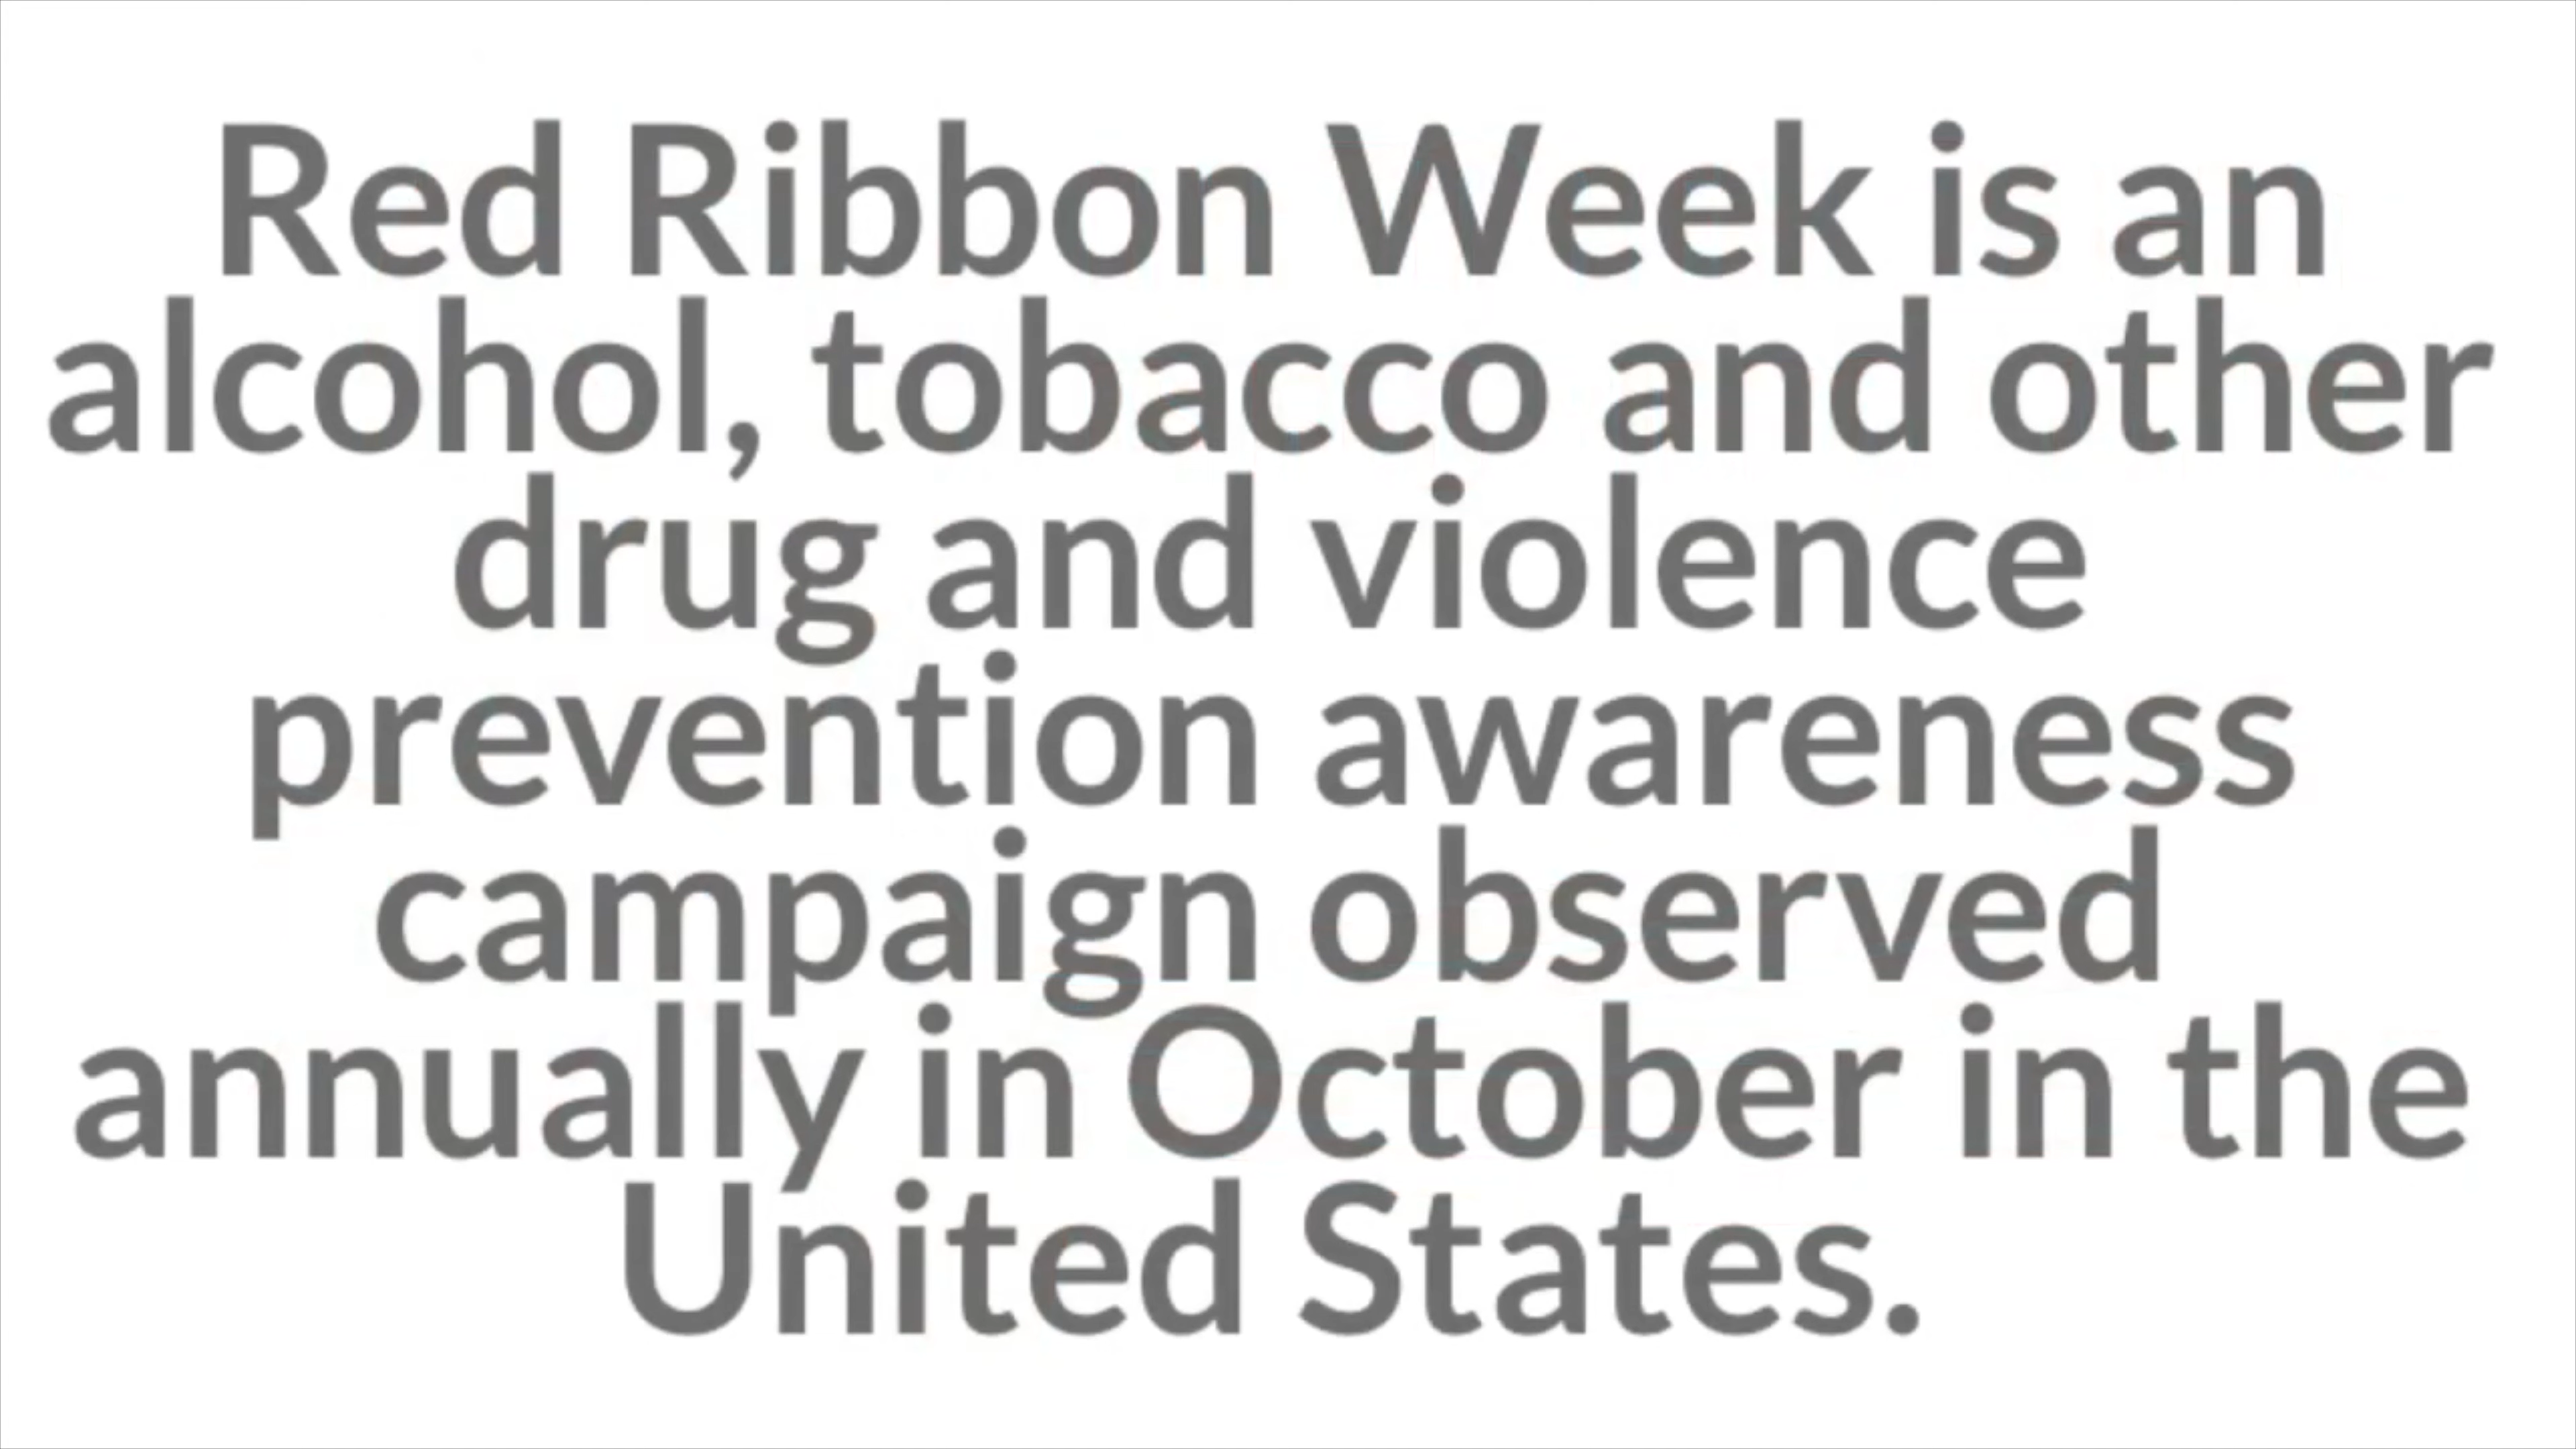 Red Ribbon Week is an
alcohol, tobacco and other
drug and violence
prevention awareness
campaign observed
annually in October in the
United States.